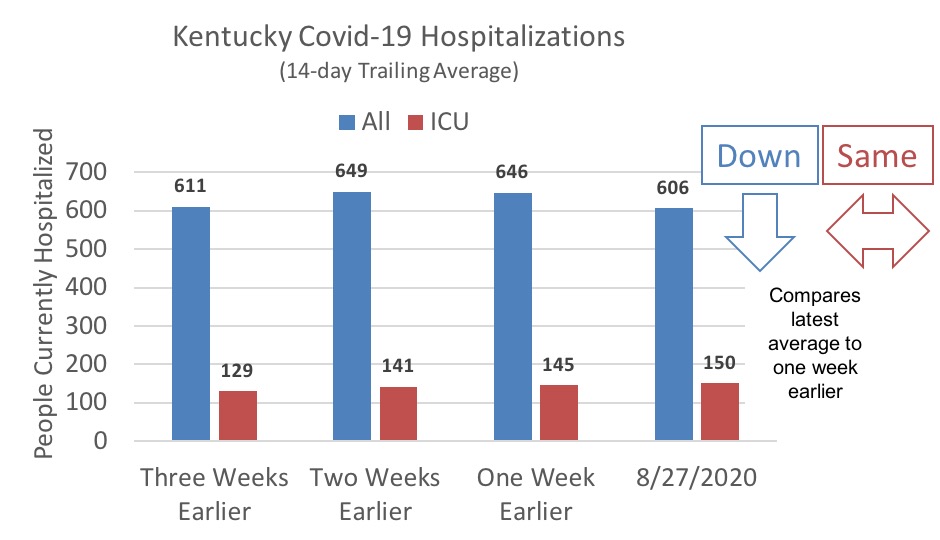 Kentucky Covid-19 Hospitalizations
(14-day Trailing Average)
All ICU
People Currently Hospitalized
700
600
500
400
300
200
100
0
611
129
649
141
646
145
606
150
Three Weeks
Earlier
Two Weeks
Earlier
One Week
Earlier
8/27/2020
Down
Same
Compares
latest
average to
one week
earlier